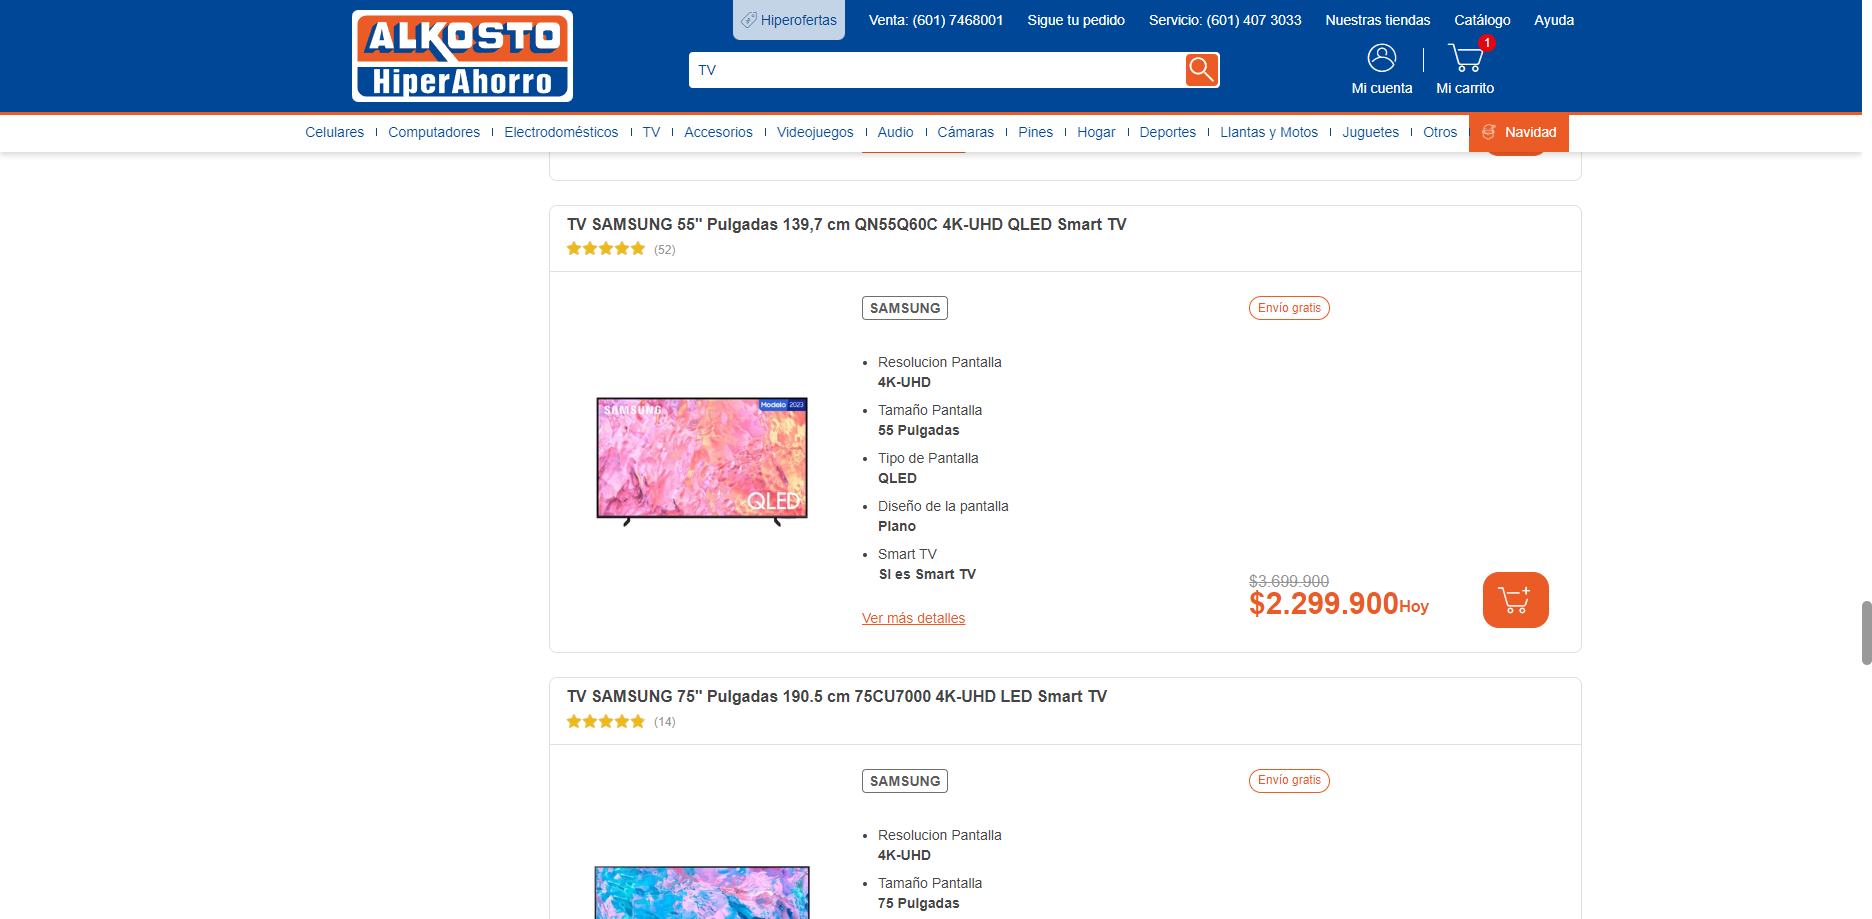 ALKOSTO
HiperAhorro
Hiperofertas
Venta: (601) 7468001
Sigue tu pedido
Servicio: (601) 407 3033
Nuestras tiendas
Catálogo
Ayuda
TV
Mi cuenta
1
Mi carrito
Celulares
Computadores
Electrodomésticos
TV
Accesorios
Videojuegos
Audio
Cámaras
Pines
Hogar
Deportes
Llantas y Motos
Juguetes
Otros
Navidad
TV SAMSUNG 55" Pulgadas 139,7 cm QN55Q60C 4K-UHD QLED Smart TV
(52)
SAMSUNG
Modelo 2023
QLED
SAMSUNG
Resolucion Pantalla
4K-UHD
Tamaño Pantalla
55 Pulgadas
Tipo de Pantalla
QLED
Diseño de la pantalla
Plano
Smart TV
SI es Smart TV
Ver más detalles
Envío gratis
$3.699.900
$2.299.900 Hoy
TV SAMSUNG 75" Pulgadas 190.5 cm 75CU7000 4K-UHD LED Smart TV
(14)
SAMSUNG
Envío gratis
Resolucion Pantalla
4K-UHD
Tamaño Pantalla
75 Pulgadas